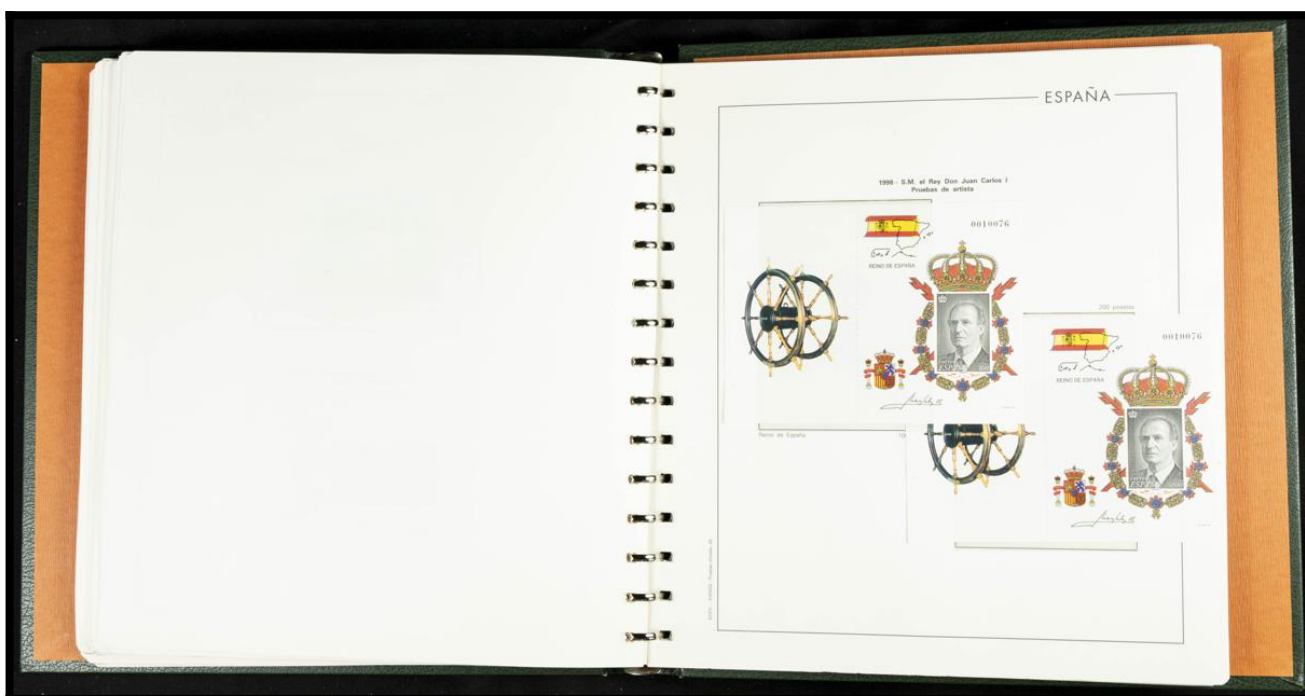 ESPAÑA
1998 - S.M. el Rey Don Juan Carlos I
Pruebas de artista
0010076
REINO DE ESPAÑA
ESPAÑA
Reino de España
200 pesetas
0010076
REINO DE ESPAÑA
ESPAÑA